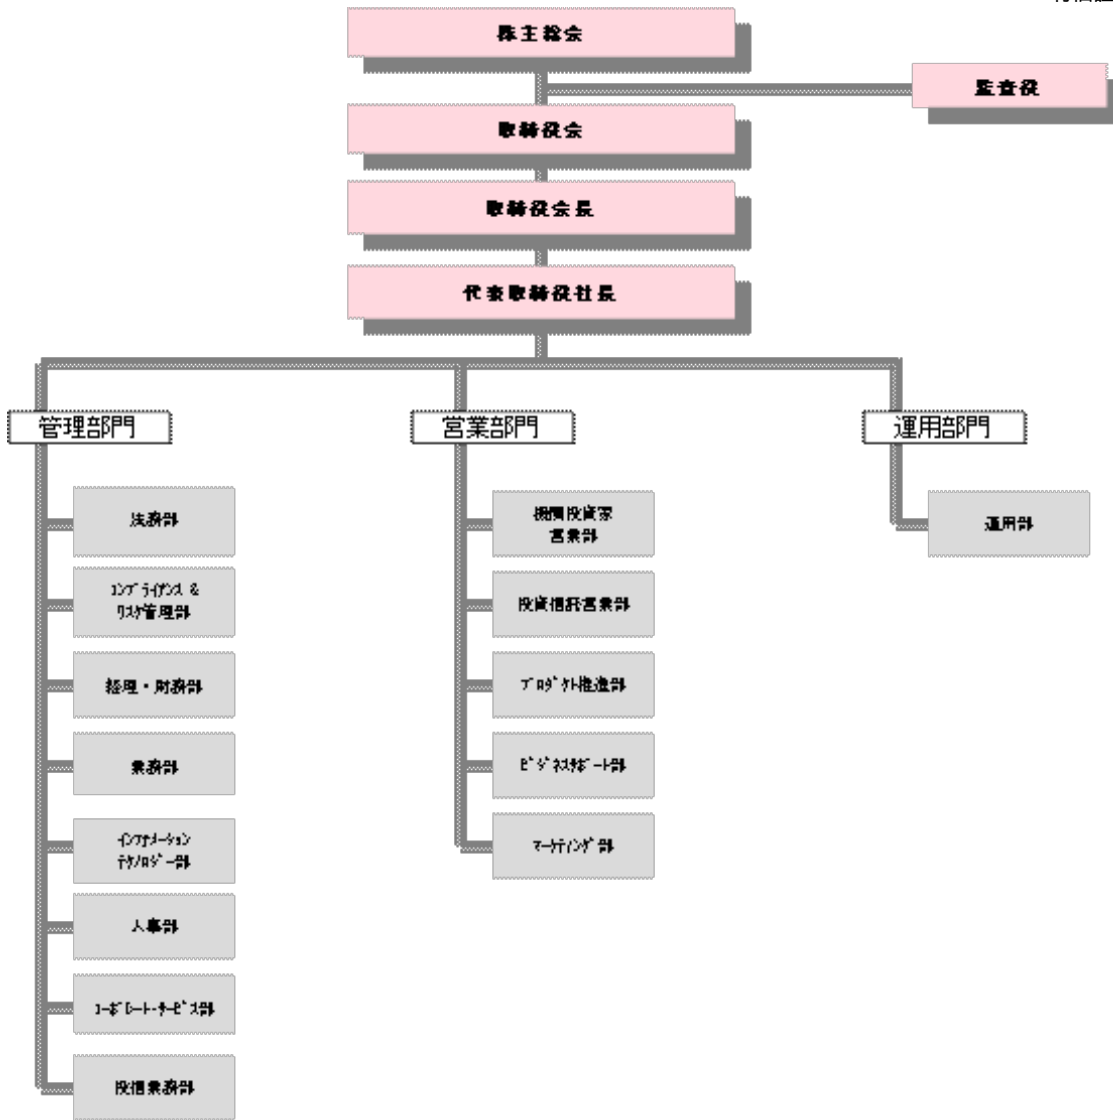 株主総会
監査役
取締役会
取締役会長
代表取締役社長
管理部門
営業部門
運用部門
法務部
機関投資家
営業部
運用部
ｺﾝﾌﾟﾗｲｱﾝｽ &
ﾘｽｸ管理部
投資信託営業部
経理・財務部
ﾌﾟﾛﾀﾞｸﾄ推進部
業務部
ﾋﾞｼﾞﾈｽｻﾎﾟｰﾄ部
ｲﾝﾌｫﾒｰｼｮﾝ
ﾃｸﾉﾛｼﾞｰ部
ﾏｰｹﾃｨﾝｸﾞ部
人事部
ｺｰﾎﾟﾚｰﾄ･ｻｰﾋﾞｽ部
投信業務部